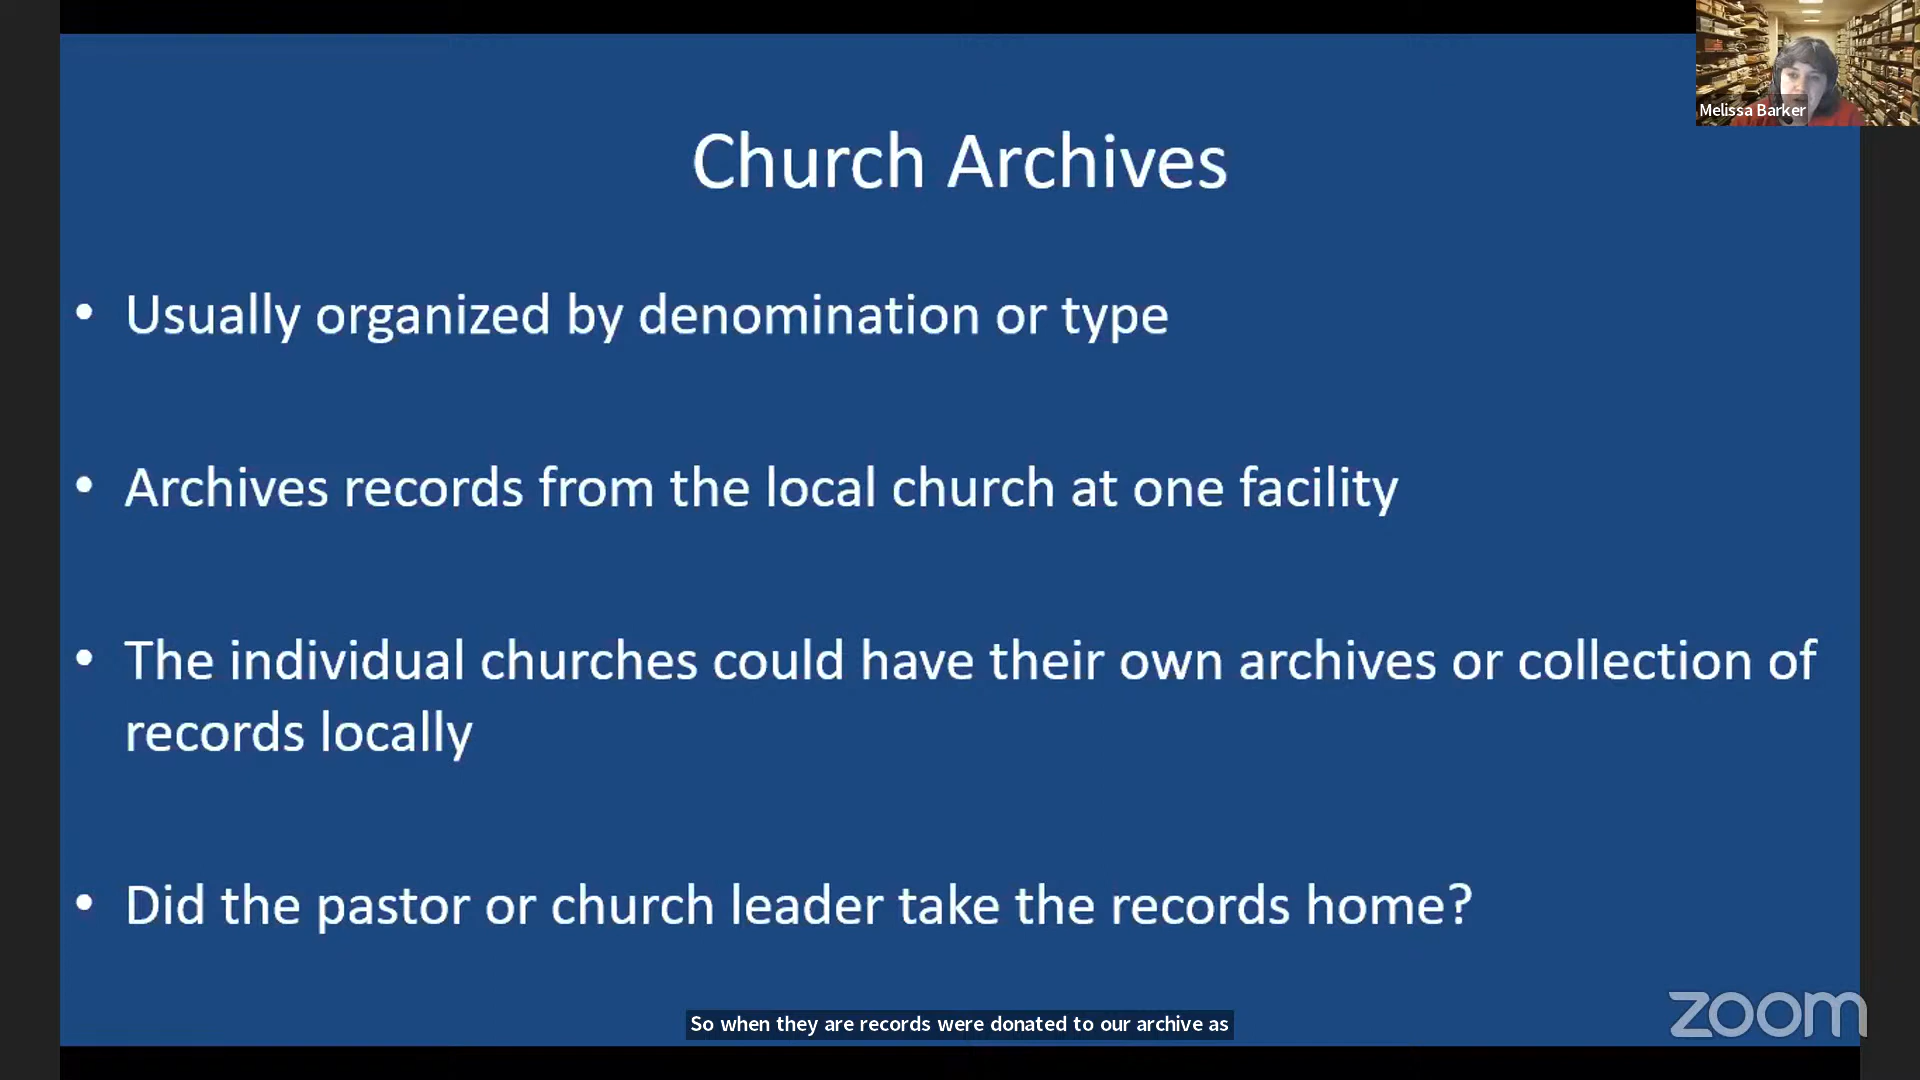 Melissa Barker
Church Archives
• Usually organized by denomination or type
• Archives records from the local church at one facility
• The individual churches could have their own archives or collection of
records locally
• Did the pastor or church leader take the records home?
So when they are records were donated to our archive as
zoom